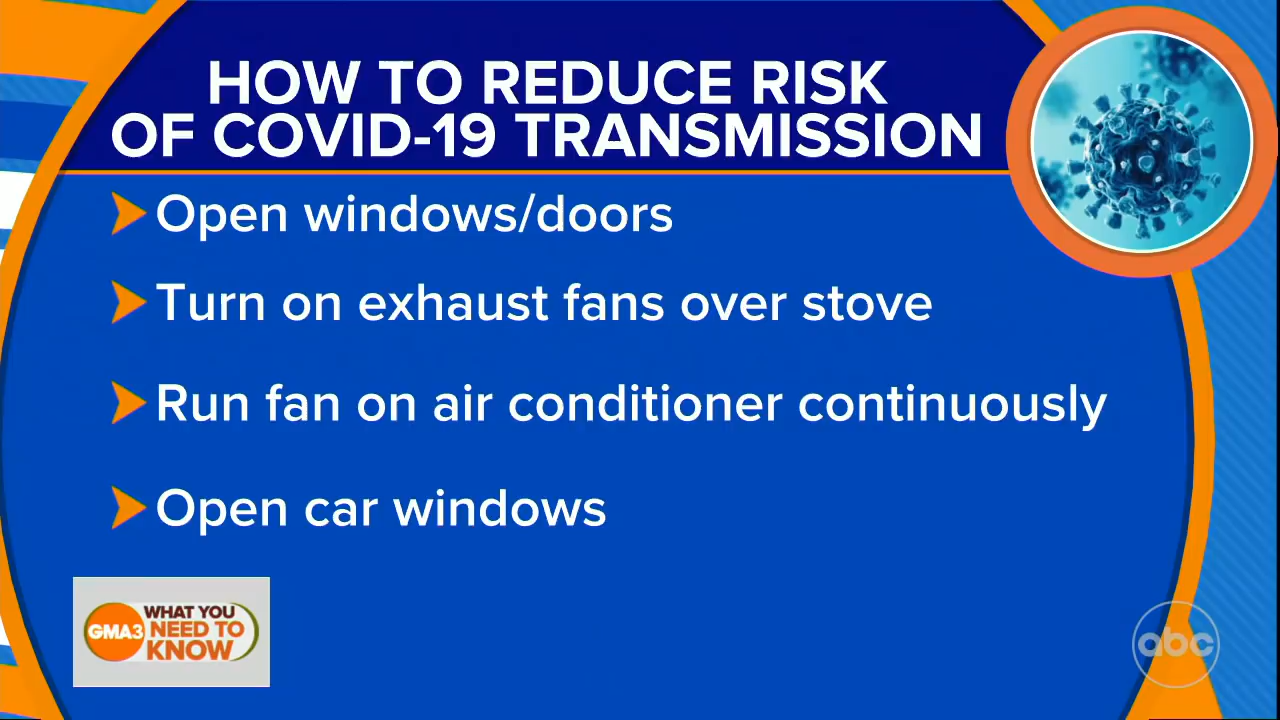 HOW TO REDUCE RISK
OF COVID-19 TRANSMISSION
Open windows/doors
Turn on exhaust fans over stove
Run fan on air conditioner continuously
Open car windows
GMA3
WHAT YOU
NEED TO
KNOW
abc